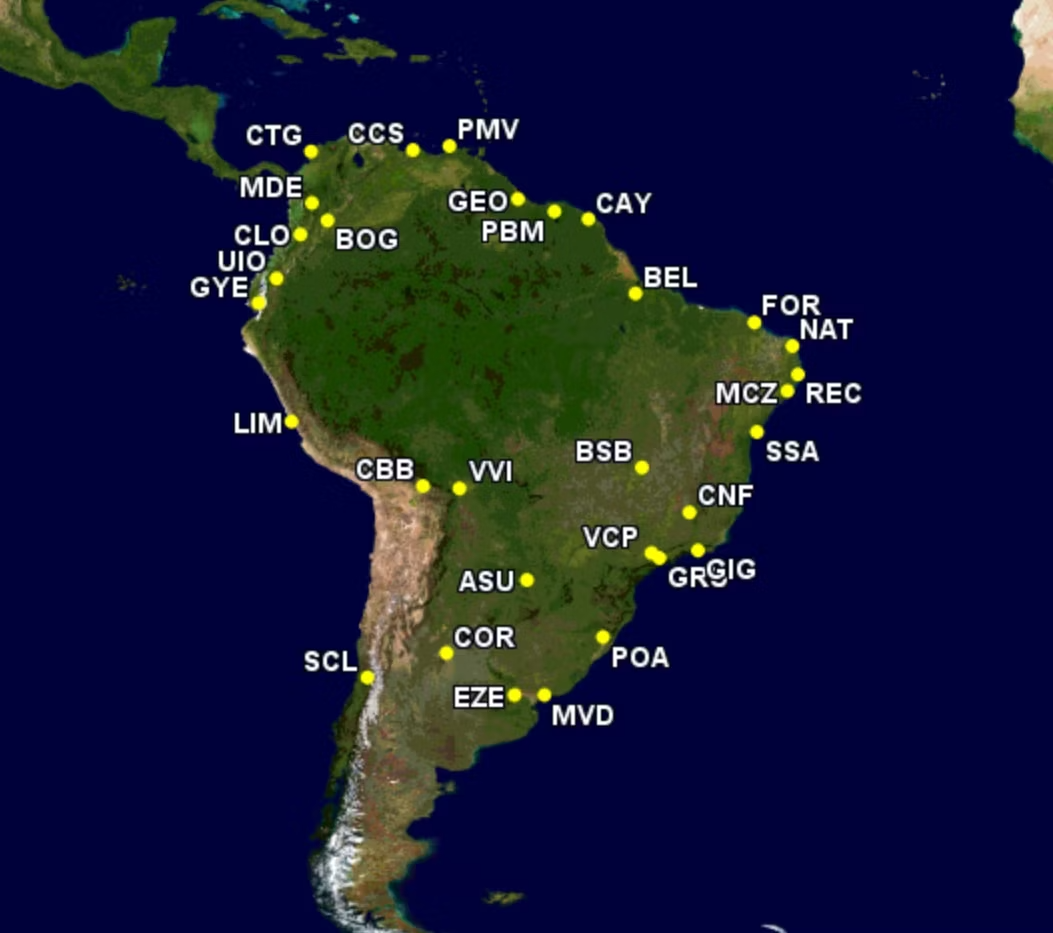 CTG
CCS
PMV
MDE
GEO
CAY
PBM
CLO
BOG
UIO
GYE
BEL
FOR
NAT
MCZ
REC
LIM
SSA
BSB
CBB
VVI
CNF
VCP
GRU
GIG
ASU
COR
POA
SCL
EZE
MVD